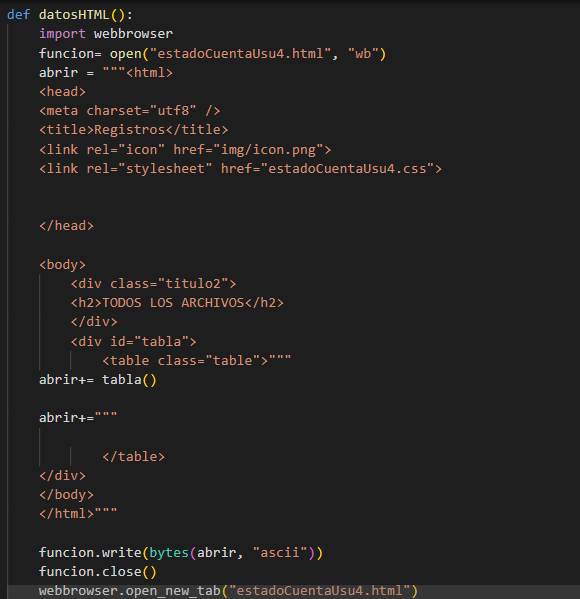 def datosHTML():
import webbrowser
funcion= open("estadoCuentaUsu4.html", "wb")
abrir = """<html>
<head>
<meta charset="utf8" />
<title>Registros</title>
<link rel="icon" href="img/icon.png">
<link rel="stylesheet" href="estadoCuentaUsu4.css">
</head>
<body>
<div class="titulo2">
<h2>TODOS LOS ARCHIVOS</h2>
</div>
<div id="tabla">
<table class="table">"""
abrir+= tabla()
abrir+="""
</table>
</div>
</body>
</html>"""
funcion.write(bytes(abrir, "ascii"))
funcion.close()
webbrowser.open_new_tab("estadoCuentaUsu4.html")